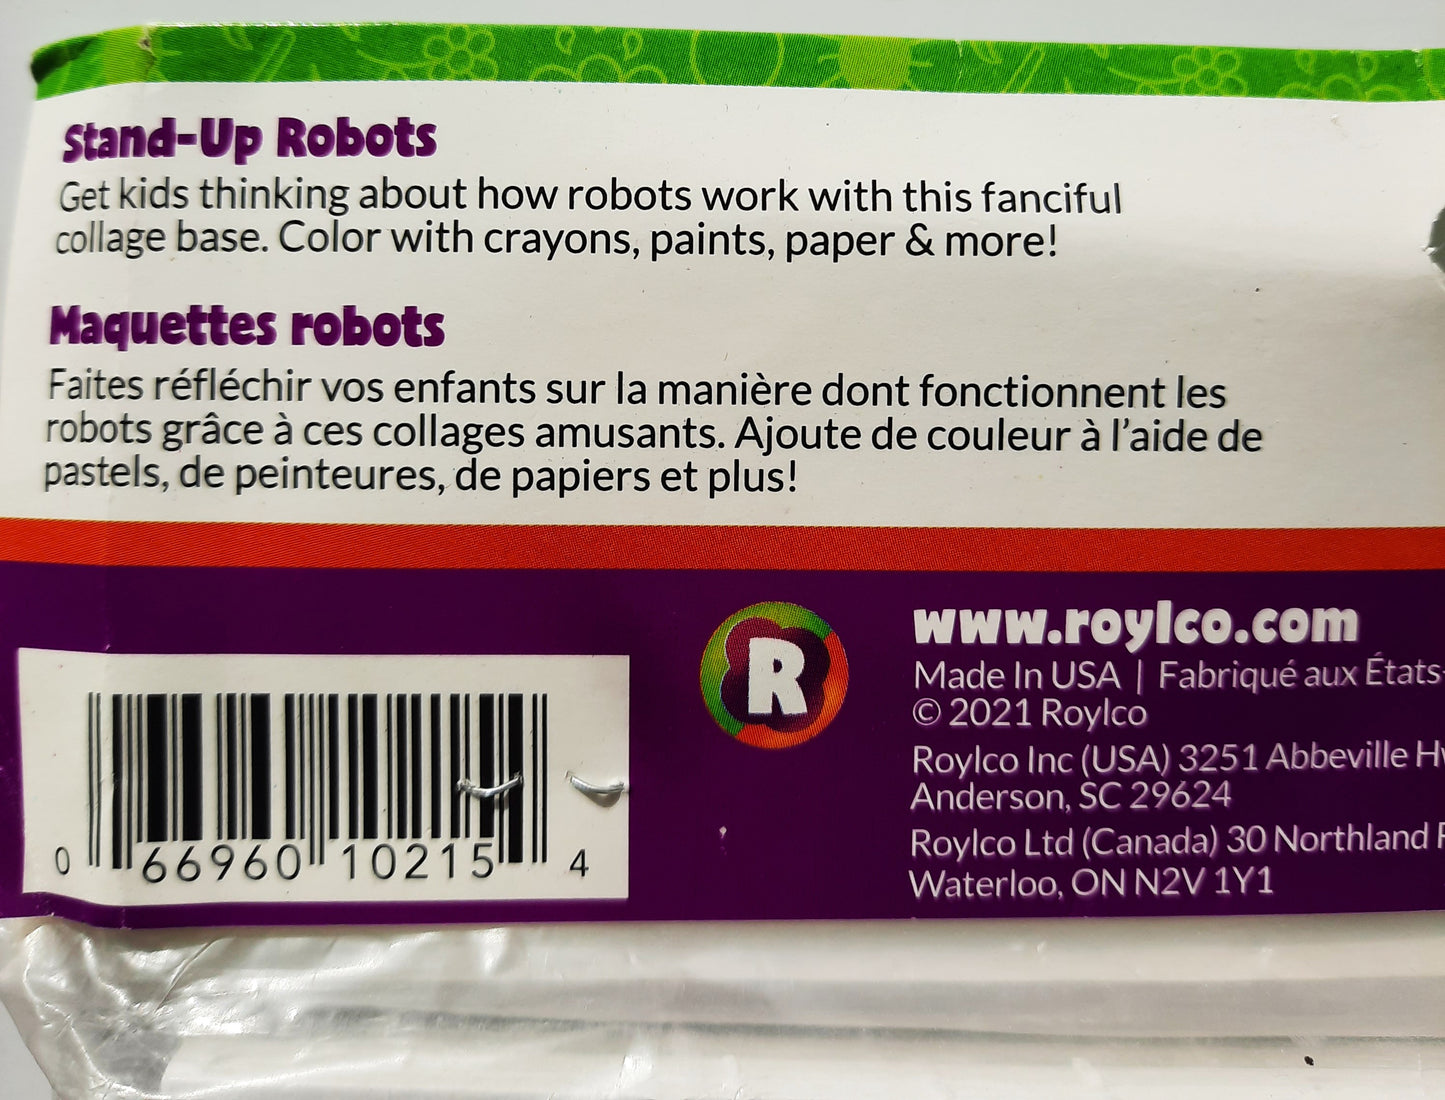 Stand-Up Robots
Get kids thinking about how robots work with this fanciful
collage base. Color with crayons, paints, paper & more!
Maquettes robots
Faites réfléchir vos enfants sur la manière dont fonctionnent les
robots grâce à ces collages amusants. Ajoute de couleur à l'aide de
pastels, de peinteures, de papiers et plus!
R
www.roylco.com
Made In USA | Fabriqué aux États-
© 2021 Roylco
Roylco Inc (USA) 3251 Abbeville
Anderson, SC 29624
Roylco Ltd (Canada) 30 Northland
Waterloo, ON N2V 1Y1
0 66960 10215 4